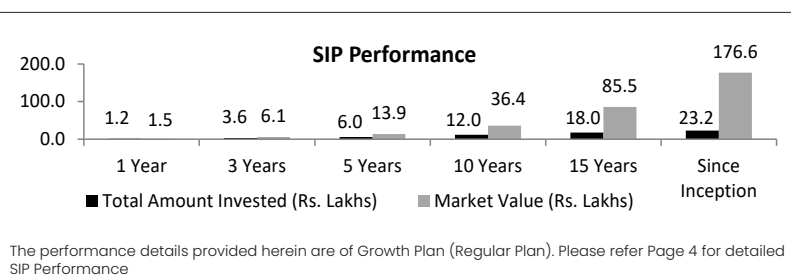 SIP Performance
200.0
100.0
0.0
1.2 1.5
3.6 6.1
6.0 13.9
12.0 36.4
18.0 85.5
23.2 176.6
1 Year 3 Years 5 Years 10 Years 15 Years Since Inception
Total Amount Invested (Rs. Lakhs) Market Value (Rs. Lakhs)
The performance details provided herein are of Growth Plan (Regular Plan). Please refer Page 4 for detailed
SIP Performance